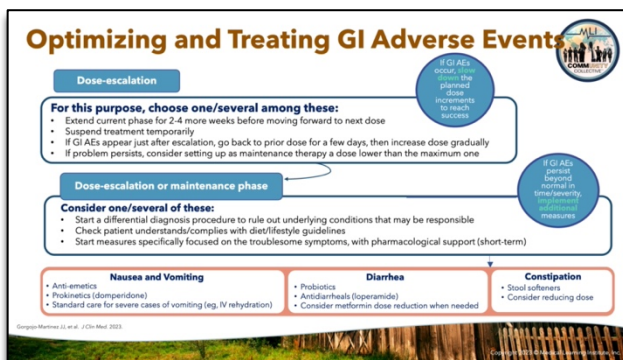 Optimizing and Treating GI Adverse Events
MLI
COMMUNITY
COLLECTIVE
Dose-escalation
If GI AEs
occur, slow
down the
planned
dose
increments
to reach
success
For this purpose, choose one/several among these:
• Extend current phase for 2-4 more weeks before moving forward to next dose
• Suspend treatment temporarily
• If GI AEs appear just after escalation, go back to prior dose for a few days, then increase dose gradually
• If problem persists, consider setting up as maintenance therapy a dose lower than the maximum one
Dose-escalation or maintenance phase
If GI AEs
persist
beyond
normal in
time/severity,
implement
additional
measures
Consider one/several of these:
• Start a differential diagnosis procedure to rule out underlying conditions that may be responsible
• Check patient understands/complies with diet/lifestyle guidelines
• Start measures specifically focused on the troublesome symptoms, with pharmacological support (short-term)
Nausea and Vomiting
• Anti-emetics
• Prokinetics (domperidone)
• Standard care for severe cases of vomiting (eg, IV rehydration)
Diarrhea
• Probiotics
• Antidiarrheals (loperamide)
• Consider metformin dose reduction when needed
Constipation
• Stool softeners
• Consider reducing dose
Gorgojo-Martinez JJ, et al. J Clin Med. 2023.
Copyright 2023 © Medical Learning Institute, Inc.